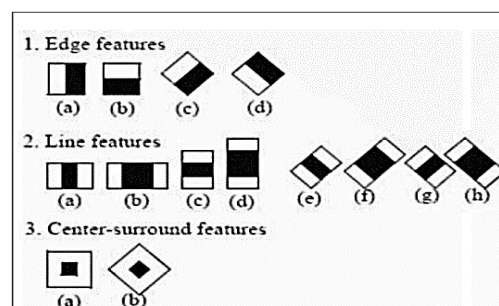 1. Edge features
(a) (b) (c) (d)
2. Line features
(a) (b) (c) (d) (e) (f) (g) (h)
3. Center-surround features
(a) (b)